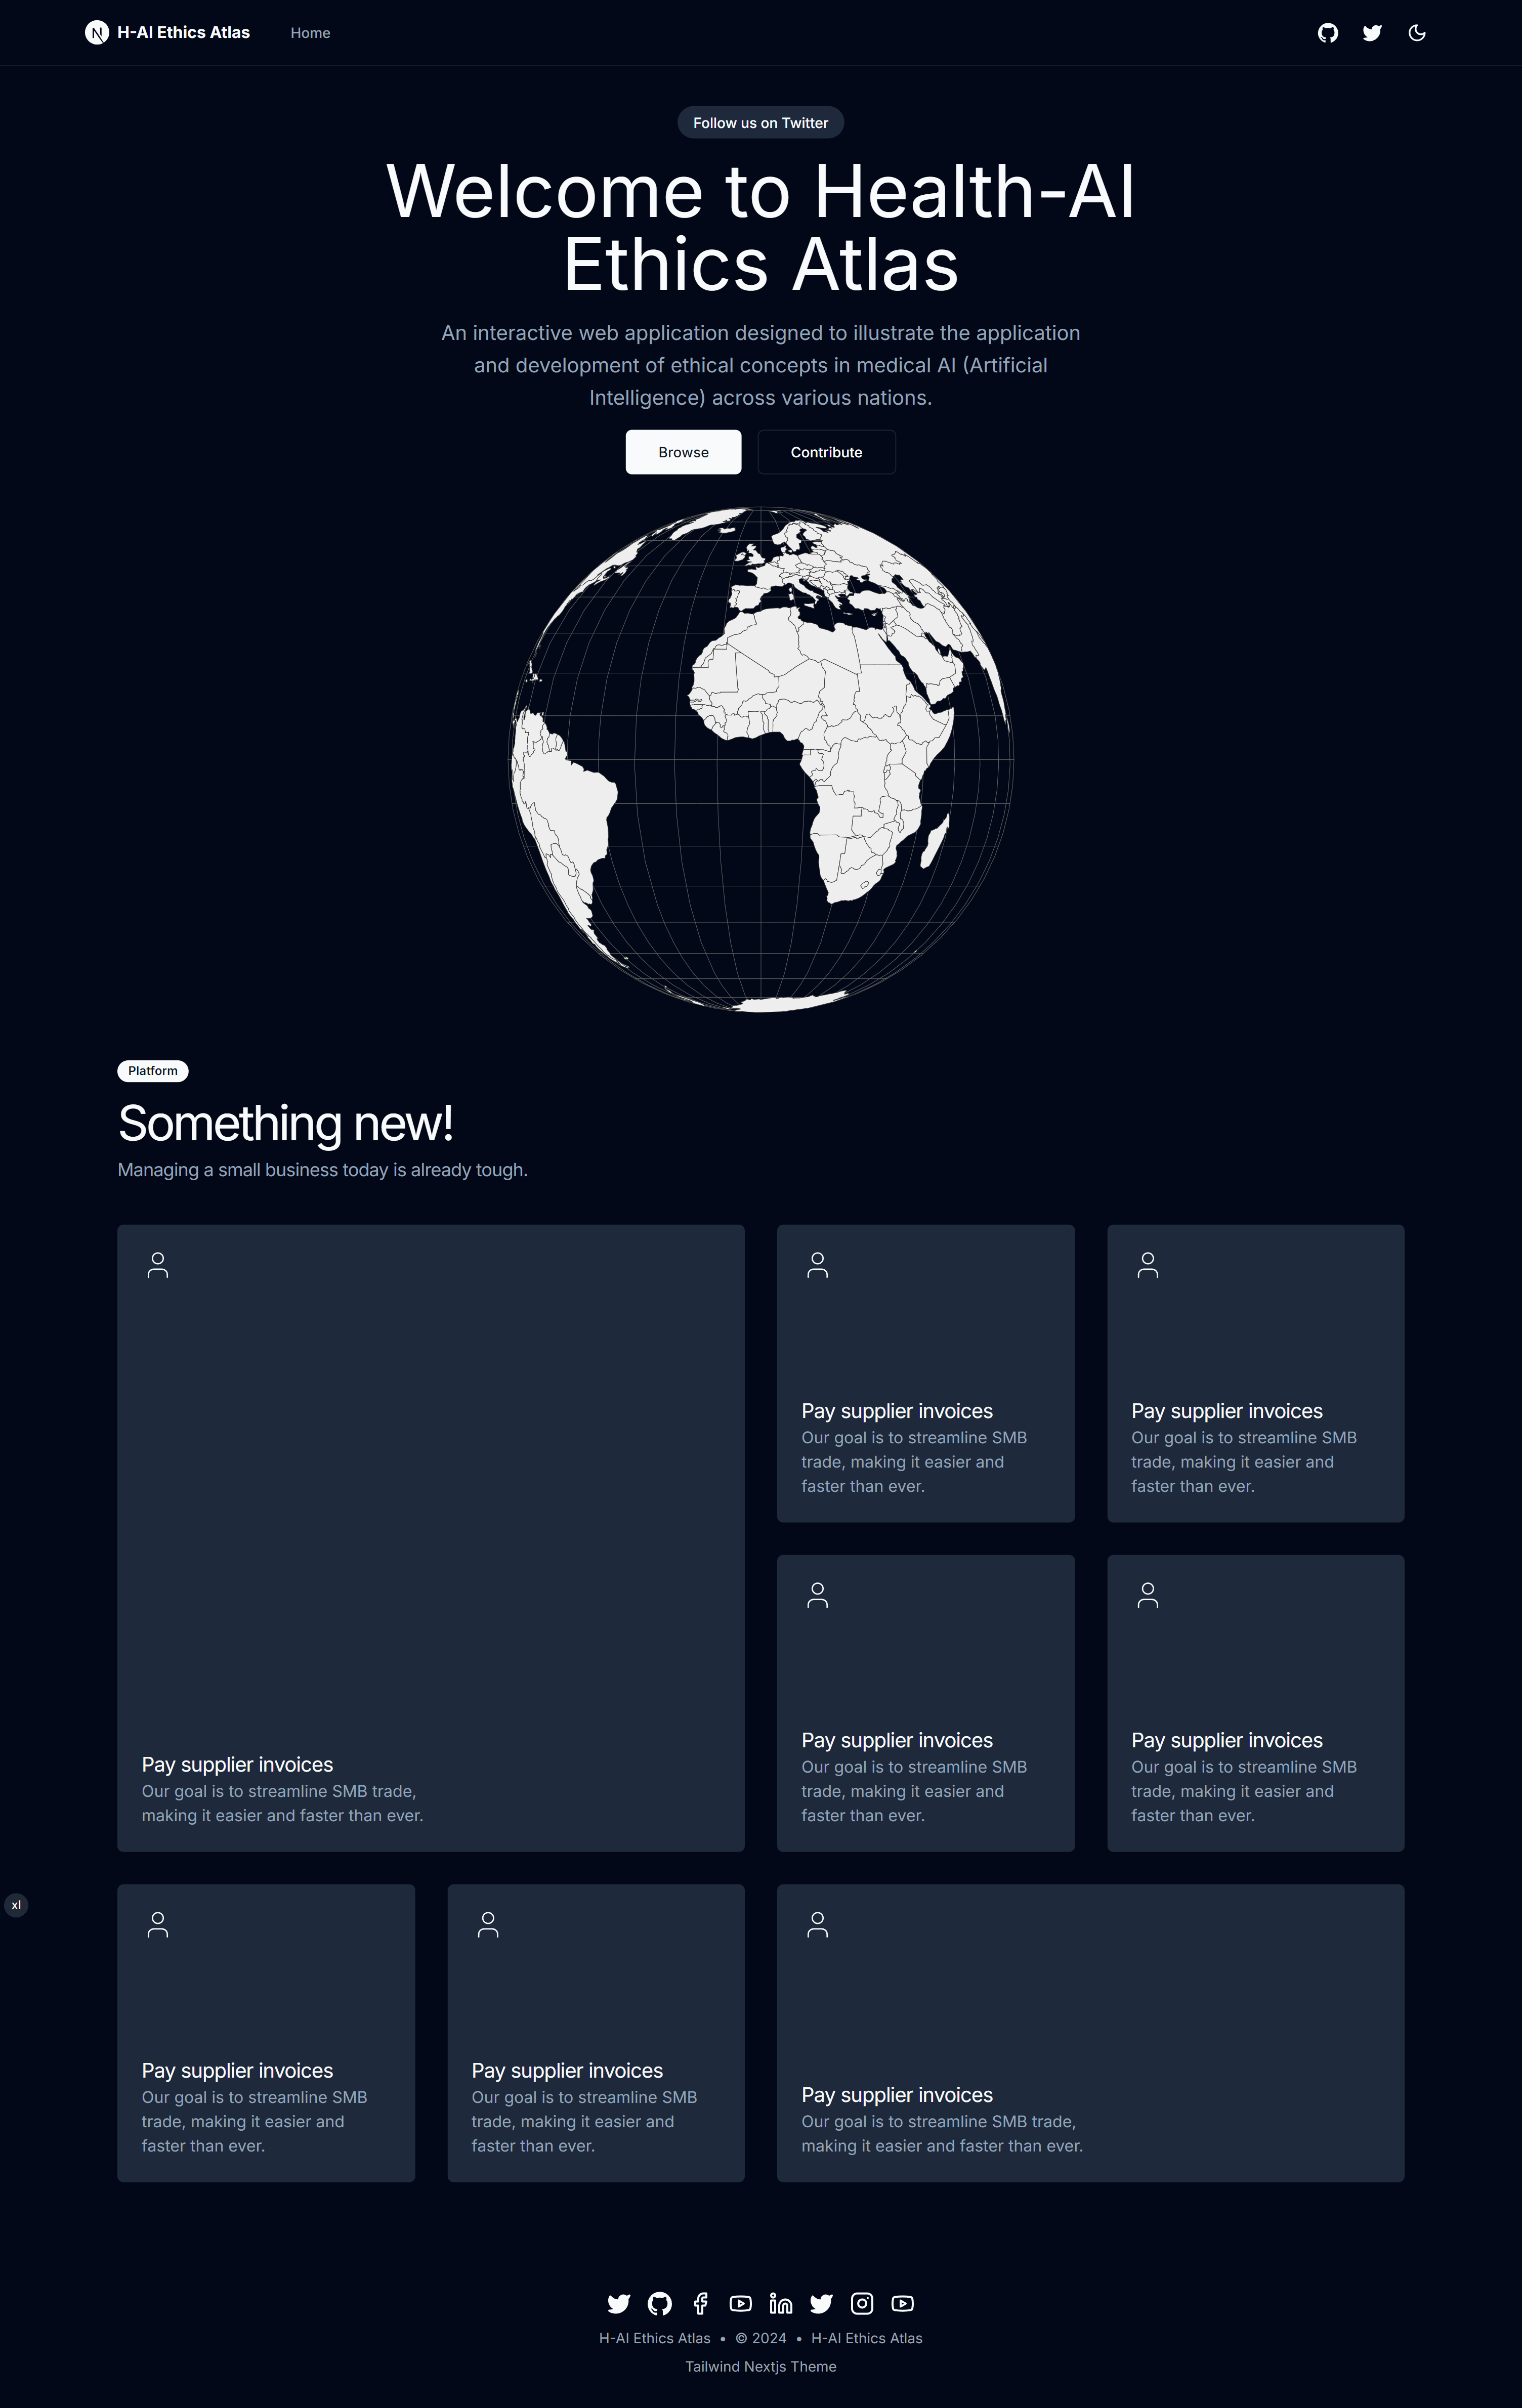 H-AI Ethics Atlas
Home
Follow us on Twitter
Welcome to Health-AI
Ethics Atlas
An interactive web application designed to illustrate the application
and development of ethical concepts in medical AI (Artificial
Intelligence) across various nations.
Browse
Contribute
Platform
Something new!
Managing a small business today is already tough.
Pay supplier invoices
Our goal is to streamline SMB trade,
making it easier and faster than ever.
Pay supplier invoices
Our goal is to streamline SMB
trade, making it easier and
faster than ever.
Pay supplier invoices
Our goal is to streamline SMB
trade, making it easier and
faster than ever.
Pay supplier invoices
Our goal is to streamline SMB
trade, making it easier and
faster than ever.
Pay supplier invoices
Our goal is to streamline SMB
trade, making it easier and
faster than ever.
xl
Pay supplier invoices
Our goal is to streamline SMB
trade, making it easier and
faster than ever.
Pay supplier invoices
Our goal is to streamline SMB
trade, making it easier and
faster than ever.
Pay supplier invoices
Our goal is to streamline SMB trade,
making it easier and faster than ever.
H-AI Ethics Atlas • © 2024 • H-AI Ethics Atlas
Tailwind Nextjs Theme